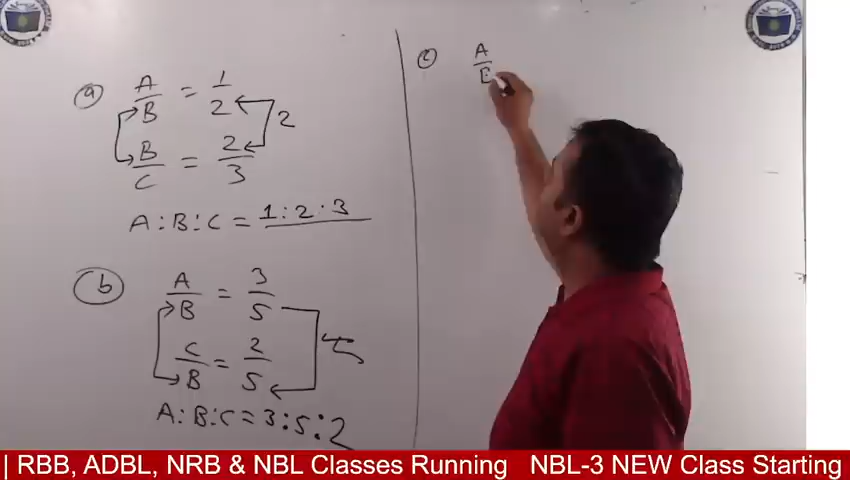 (a) A/B = 1/2
2
B/C = 2/3
A:B:C = 1:2:3
(b) A/B = 3/5
5
C/B = 2/5
A:B:C = 3:5:2
(c) A/B
| RBB, ADBL, NRB & NBL Classes Running NBL-3 NEW Class Starting